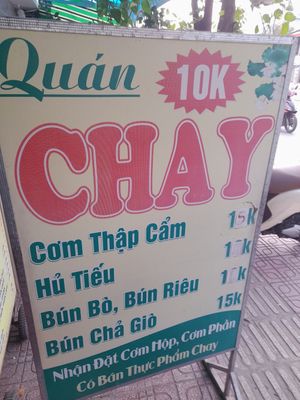 Quán
10K
CHAY
Cơm Thập Cẩm 15k
Hủ Tiếu
Bún Bò, Bún Riêu
Bún Chả Giò 15k
Nhận Đặt Cơm Hộp, Cơm Phần
Có Bán Thực Phẩm Chay